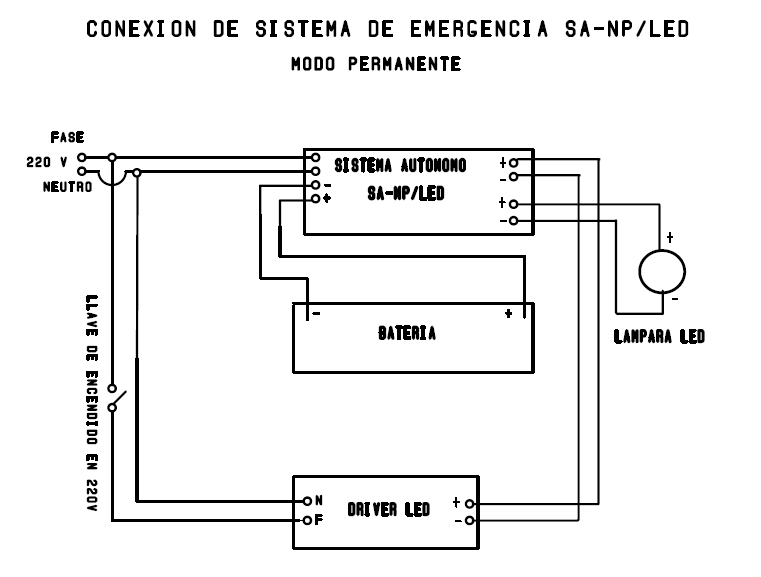 CONEXION DE SISTEMA DE EMERGENCIA SA-NP/LED
MODO PERMANENTE
FASE
220 V
NEUTRO
SISTEMA AUTONOMO
SA-NP/LED
-
+
+
-
+
-
+
-
LAMPARA LED
-
+
BATERIA
LLAVE DE ENCENDIDO EN 220V
N
F
DRIVER LED
+
-